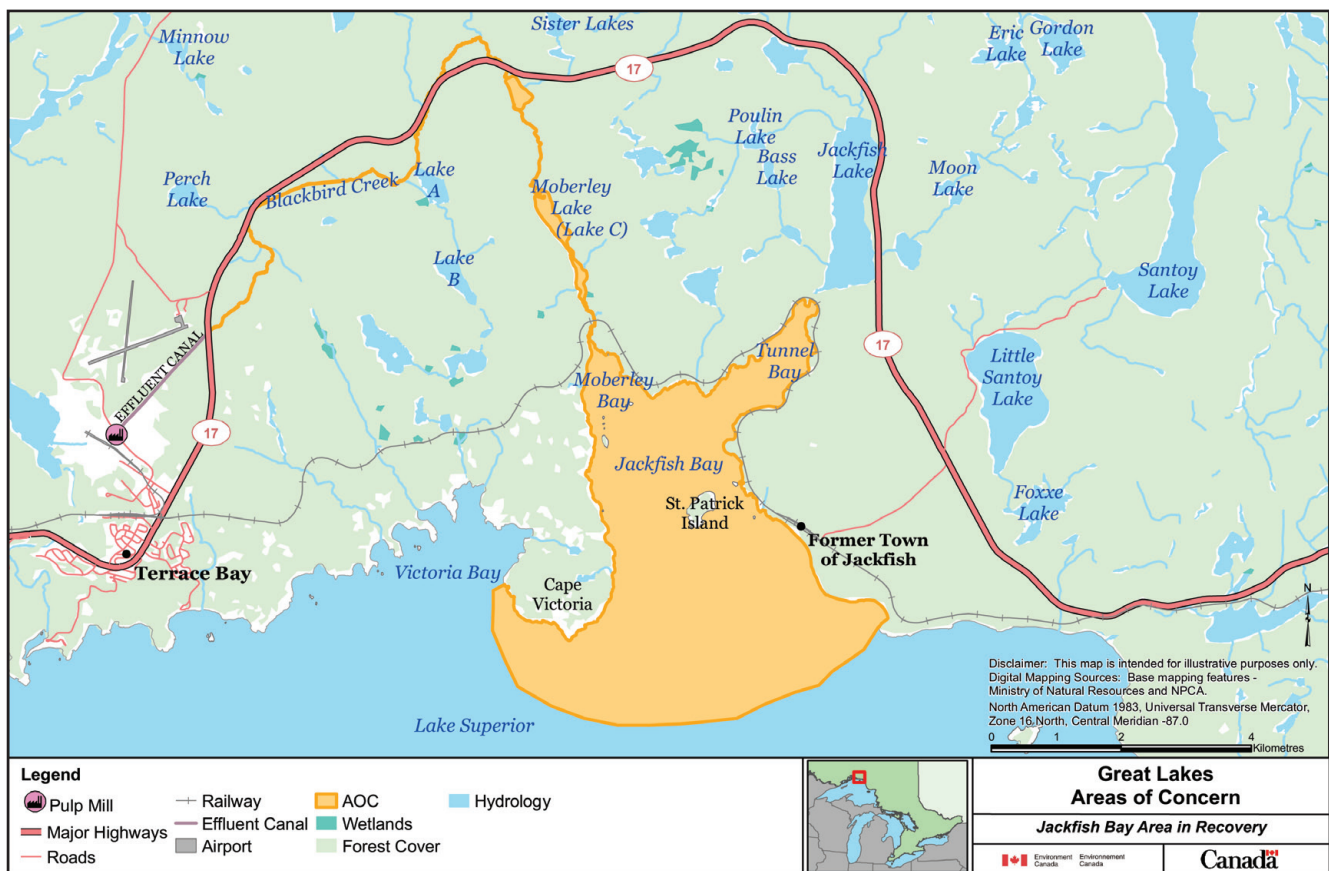 Minnow
Lake
Sister Lakes
Eric
Lake
Gordon
Lake
17
Poulin
Lake
Bass
Lake
Jackfish
Lake
Moon
Lake
Perch
Lake
Blackbird Creek
Lake
A
Moberley
Lake
(Lake C)
Lake
B
Santoy
Lake
EFFLUENT CANAL
17
Little
Santoy
Lake
Tunnel
Bay
Moberley
Bay
17
Jackfish Bay
St. Patrick
Island
Foxxe
Lake
Former Town
of Jackfish
Terrace Bay
Victoria Bay
Cape
Victoria
N
Lake Superior
Disclaimer: This map is intended for illustrative purposes only.
Digital Mapping Sources: Base mapping features -
Ministry of Natural Resources and NPCA.
North American Datum 1983, Universal Transverse Mercator,
Zone 16 North, Central Meridian -87.0
0 1 2 4
Kilometres
Legend
Pulp Mill
Major Highways
Roads
Railway
Effluent Canal
Airport
AOC
Wetlands
Forest Cover
Hydrology
Great Lakes
Areas of Concern
Jackfish Bay Area in Recovery
Environment
Canada
Environnement
Canada
Canada